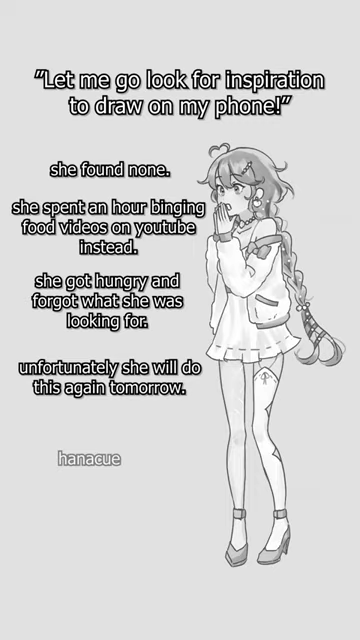 "Let me go look for inspiration
to draw on my phone!"
she found none.
she spent an hour binging
food videos on youtube
instead.
she got hungry and
forgot what she was
looking for.
unfortunately she will do
this again tomorrow.
hanacue